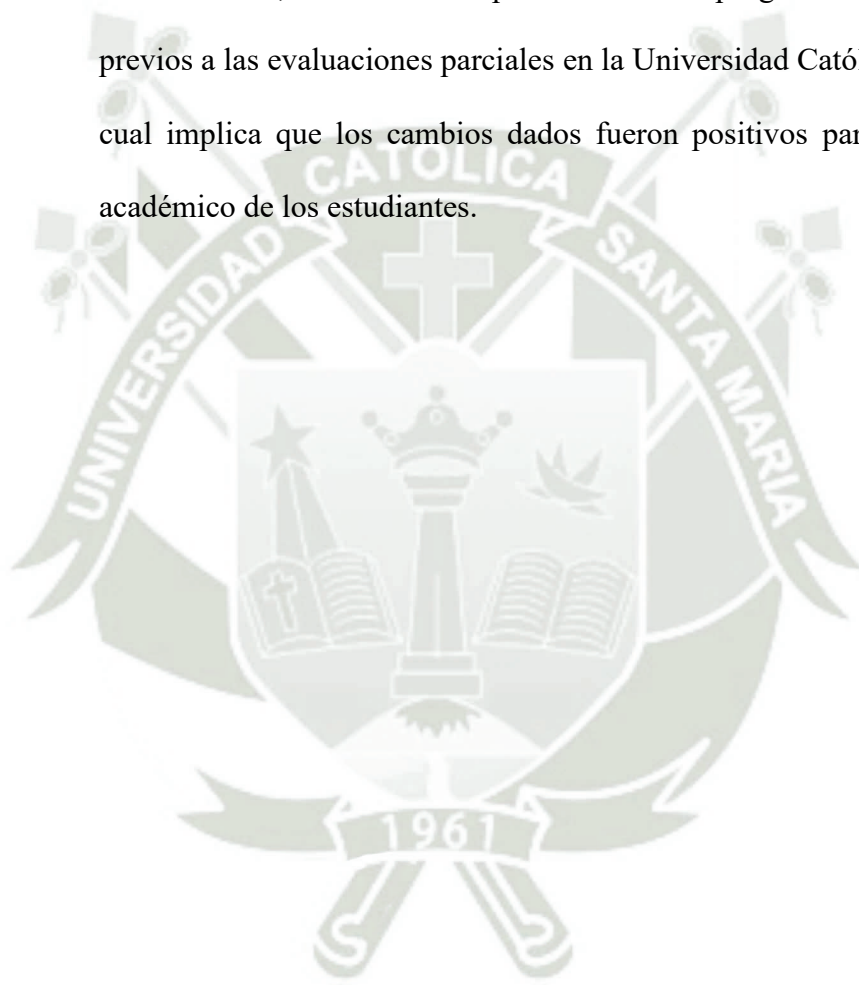 previos a las evaluaciones parciales en la Universidad Cató
cual implica que los cambios dados fueron positivos par
académico de los estudiantes.
UNIVERSIDAD CATOLICA SANTA MARIA
1961